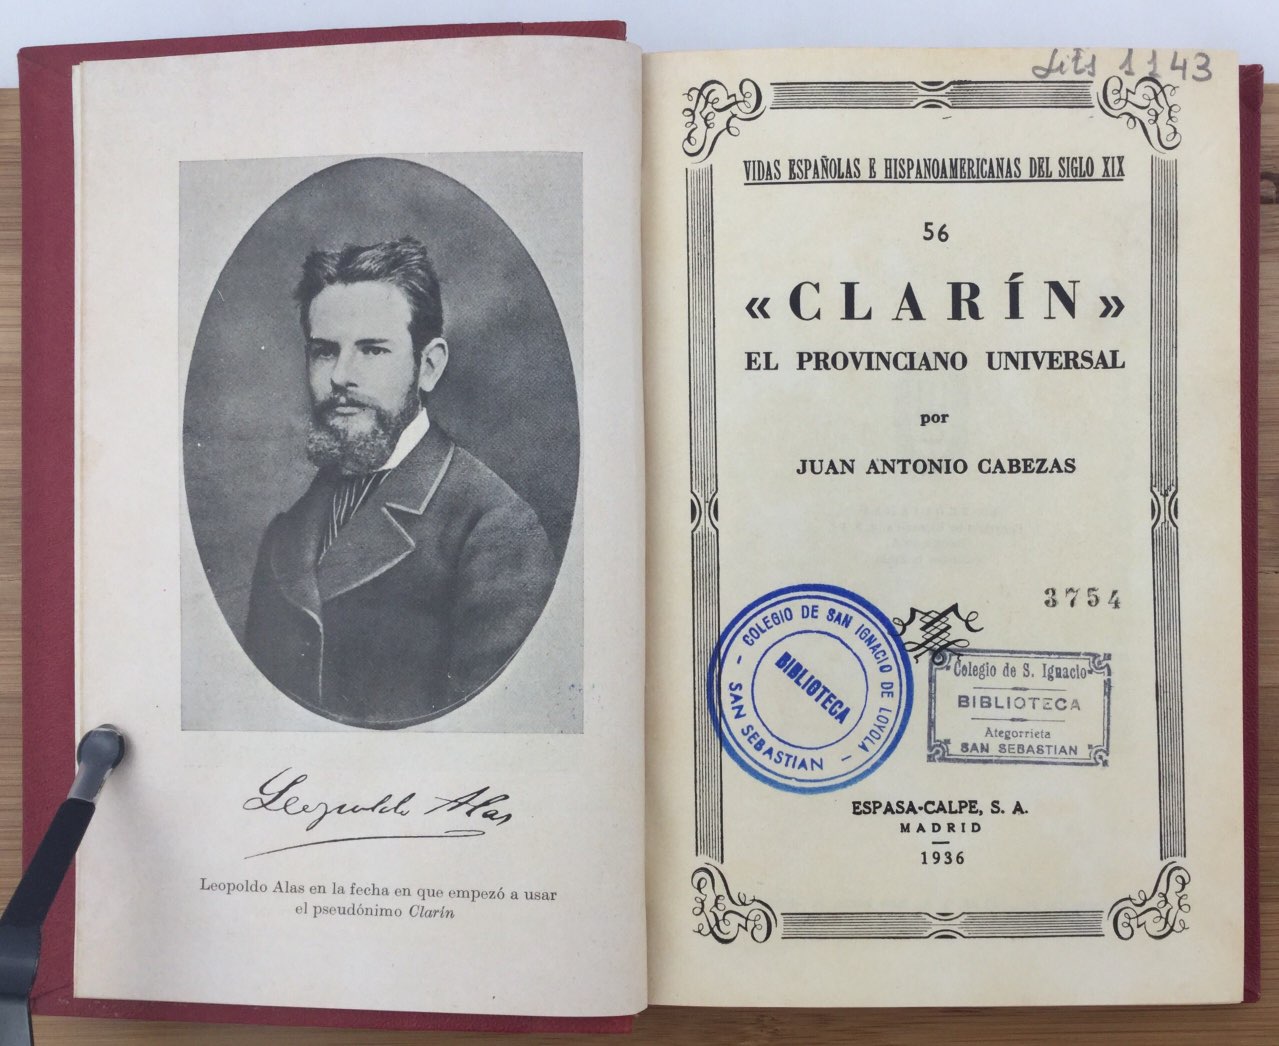 Leopoldo Alas
Leopoldo Alas en la fecha en que empezó a usar
el pseudónimo Clarín
Lits 1143
VIDAS ESPAÑOLAS E HISPANOAMERICANAS DEL SIGLO XIX
56
«CLARÍN»
EL PROVINCIANO UNIVERSAL
por
JUAN ANTONIO CABEZAS
3754
COLEGIO DE SAN IGNACIO DE LOYOLA
– SAN SEBASTIAN –
BIBLIOTECA
Colegio de S. Ignacio
BIBLIOTECA
Ategorrieta
SAN SEBASTIAN
ESPASA-CALPE, S. A.
MADRID
1936